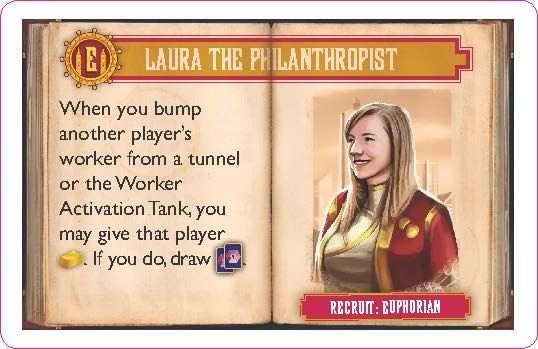 E
LAURA THE PHILANTHROPIST
When you bump
another player's
worker from a tunnel
or the Worker
Activation Tank, you
may give that player
. If you do, draw .
RECRUIT: EUPHORIAN